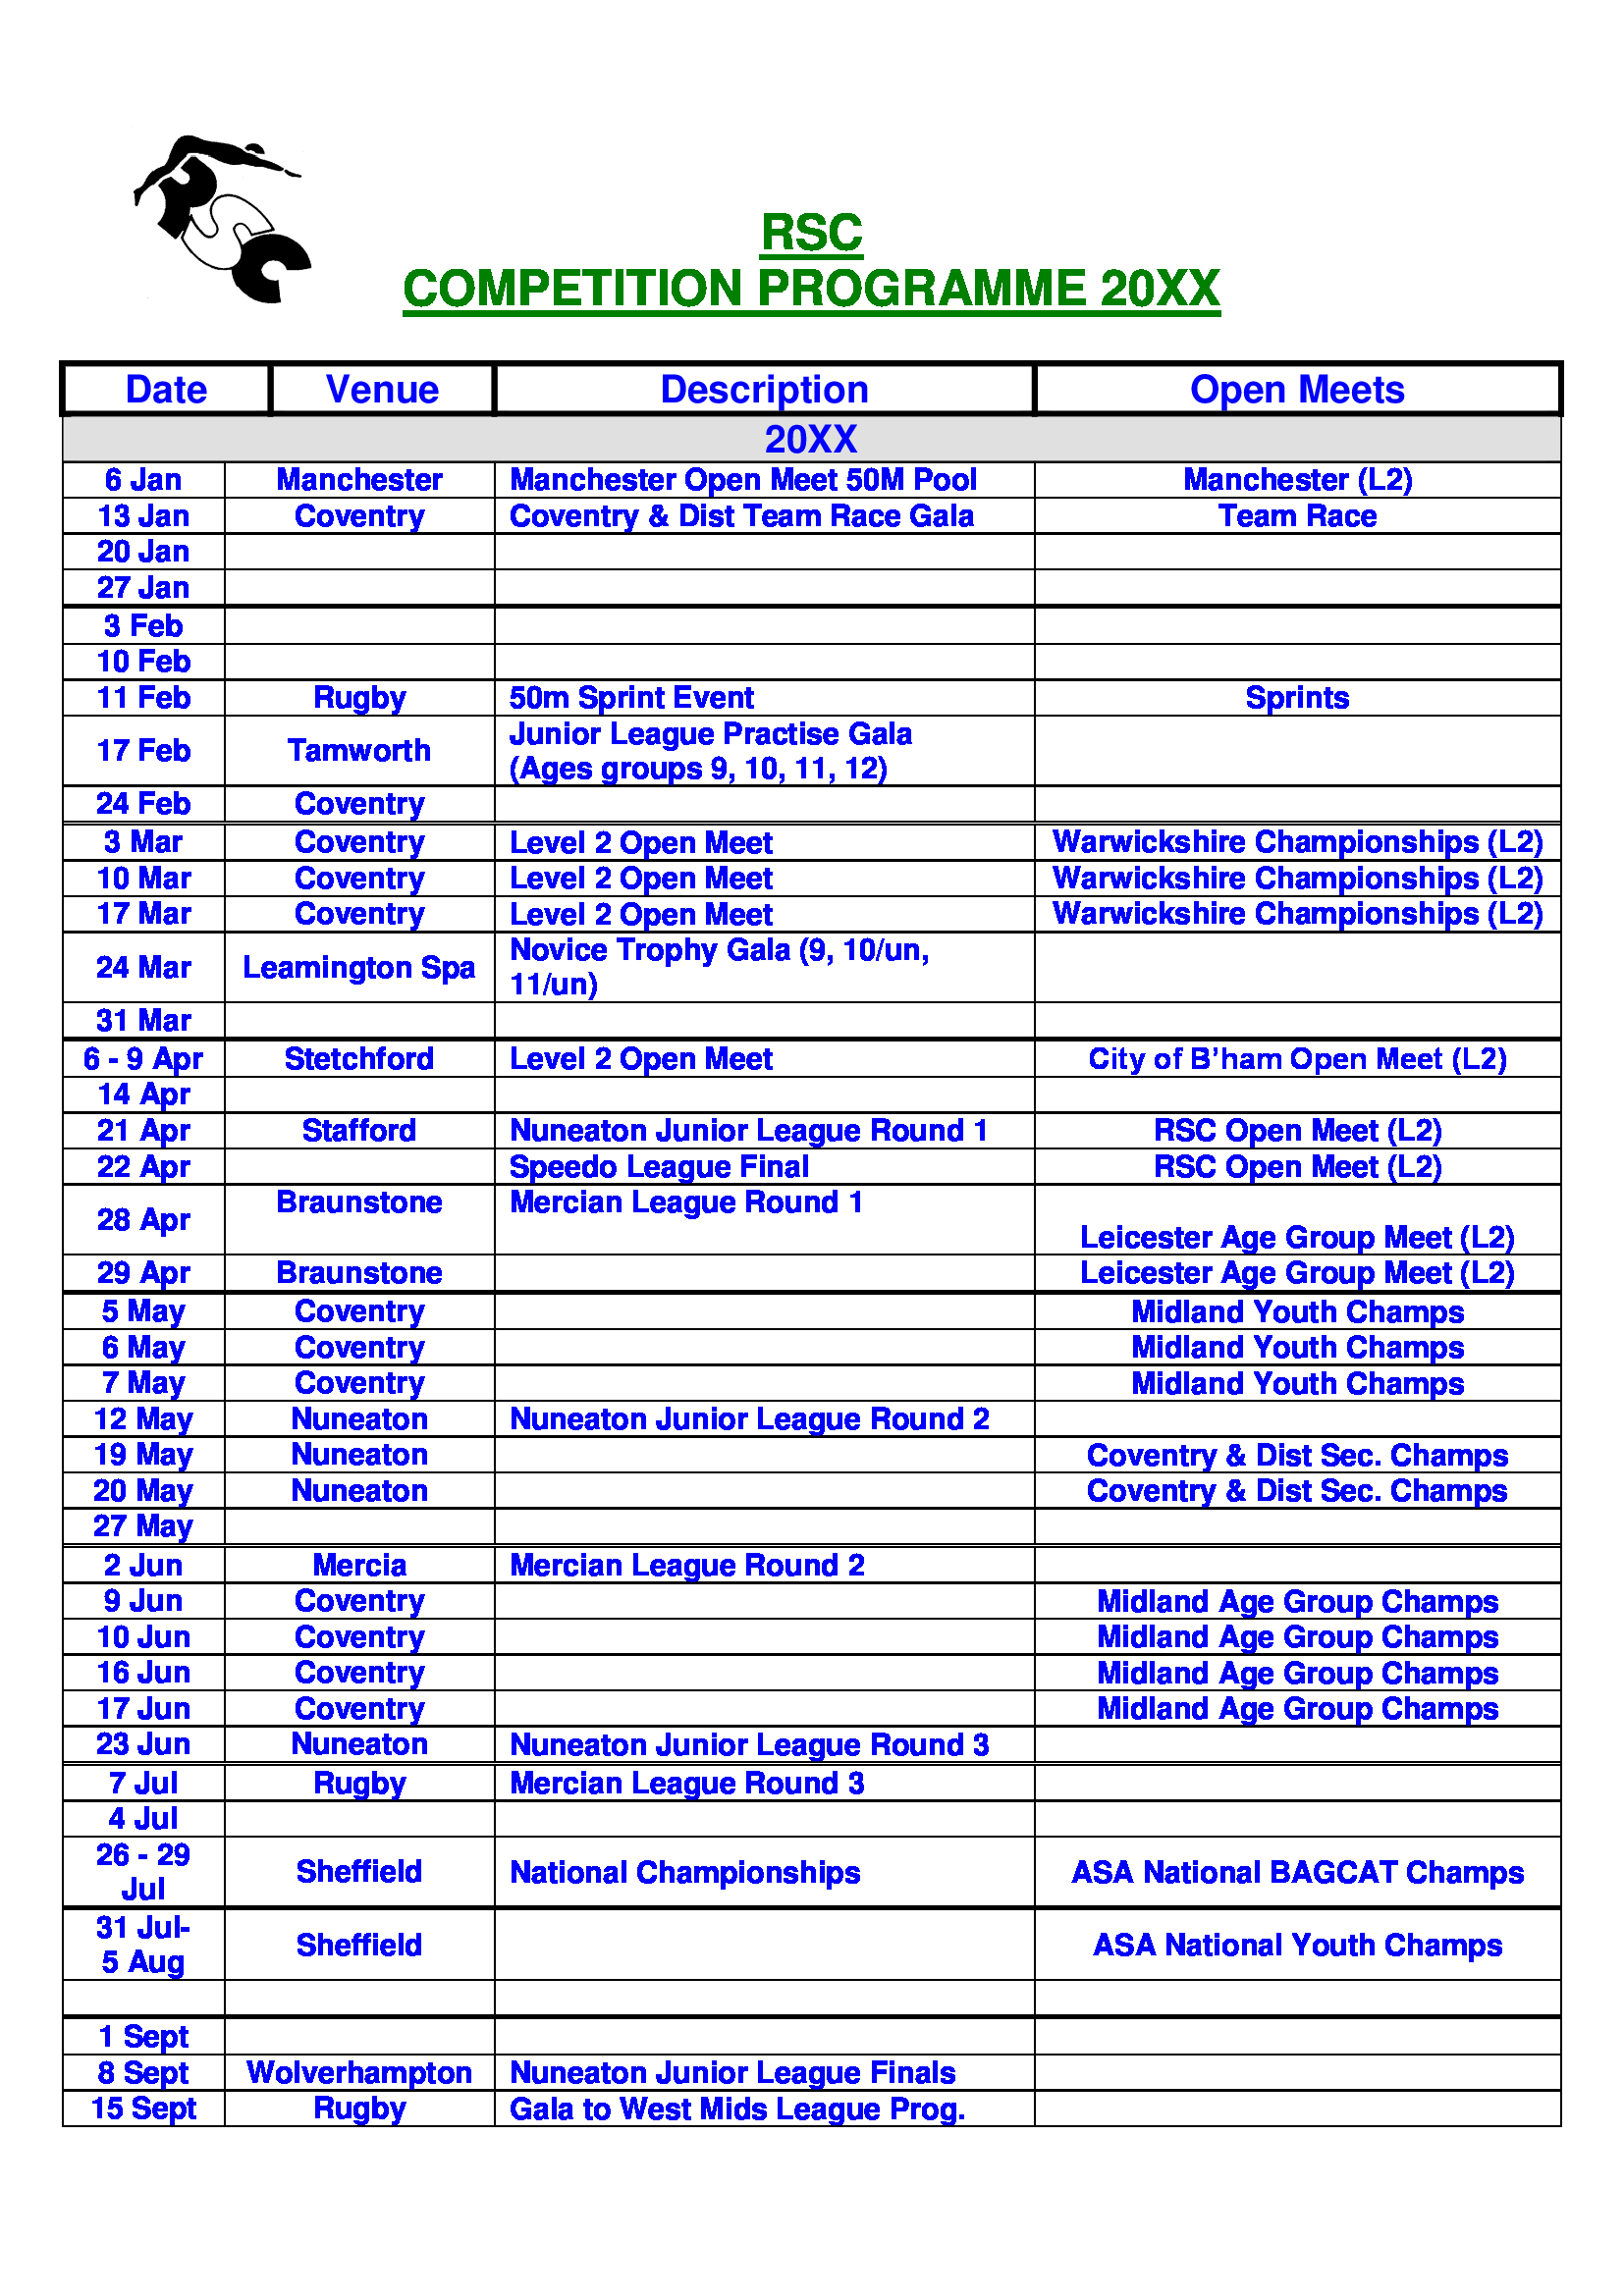 RSC
RSC
COMPETITION PROGRAMME 20XX
Date Venue Description Open Meets
20XX
6 Jan Manchester Manchester Open Meet 50M Pool Manchester (L2)
13 Jan Coventry Coventry & Dist Team Race Gala Team Race
20 Jan
27 Jan
3 Feb
10 Feb
11 Feb Rugby 50m Sprint Event Sprints
17 Feb Tamworth Junior League Practise Gala
(Ages groups 9, 10, 11, 12)
24 Feb Coventry
3 Mar Coventry Level 2 Open Meet Warwickshire Championships (L2)
10 Mar Coventry Level 2 Open Meet Warwickshire Championships (L2)
17 Mar Coventry Level 2 Open Meet Warwickshire Championships (L2)
24 Mar Leamington Spa Novice Trophy Gala (9, 10/un,
11/un)
31 Mar
6 - 9 Apr Stetchford Level 2 Open Meet City of B’ham Open Meet (L2)
14 Apr
21 Apr Stafford Nuneaton Junior League Round 1 RSC Open Meet (L2)
22 Apr Speedo League Final RSC Open Meet (L2)
28 Apr Braunstone Mercian League Round 1
Leicester Age Group Meet (L2)
29 Apr Braunstone Leicester Age Group Meet (L2)
5 May Coventry Midland Youth Champs
6 May Coventry Midland Youth Champs
7 May Coventry Midland Youth Champs
12 May Nuneaton Nuneaton Junior League Round 2
19 May Nuneaton Coventry & Dist Sec. Champs
20 May Nuneaton Coventry & Dist Sec. Champs
27 May
2 Jun Mercia Mercian League Round 2
9 Jun Coventry Midland Age Group Champs
10 Jun Coventry Midland Age Group Champs
16 Jun Coventry Midland Age Group Champs
17 Jun Coventry Midland Age Group Champs
23 Jun Nuneaton Nuneaton Junior League Round 3
7 Jul Rugby Mercian League Round 3
4 Jul
26 - 29
Jul Sheffield National Championships ASA National BAGCAT Champs
31 Jul-
5 Aug Sheffield ASA National Youth Champs
1 Sept
8 Sept Wolverhampton Nuneaton Junior League Finals
15 Sept Rugby Gala to West Mids League Prog.